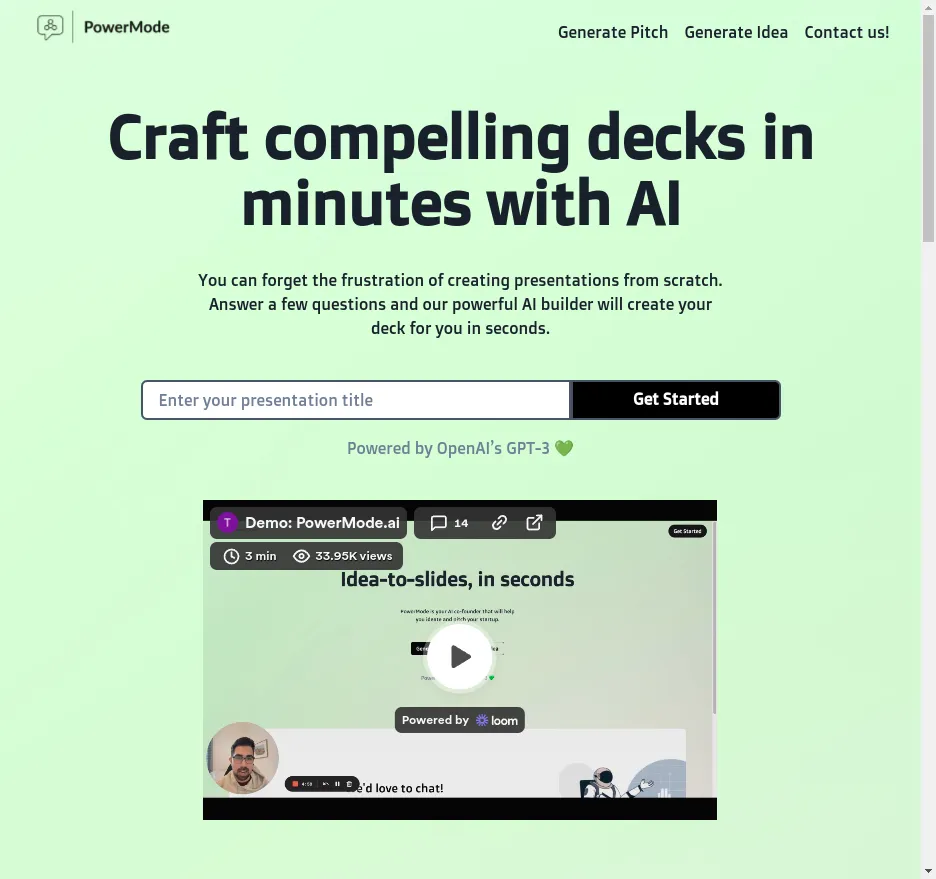 PowerMode
Generate Pitch
Generate Idea
Contact us!
Craft compelling decks in
minutes with AI
You can forget the frustration of creating presentations from scratch.
Answer a few questions and our powerful AI builder will create your
deck for you in seconds.
Enter your presentation title
Get Started
Powered by OpenAI’s GPT-3 💚
T
Demo: PowerMode.ai
14
3 min
33.95K views
Get Started
Idea-to-slides, in seconds
PowerMode is your AI co-founder that will help
you ideate and pitch your startup.
Powered by loom
4:58
e'd love to chat!